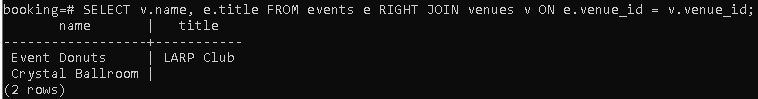 booking=# SELECT v.name, e.title FROM events e RIGHT JOIN venues v ON e.venue_id = v.venue_id;
      name       |   title
-----------------+-----------
 Event Donuts    | LARP Club
 Crystal Ballroom |
(2 rows)